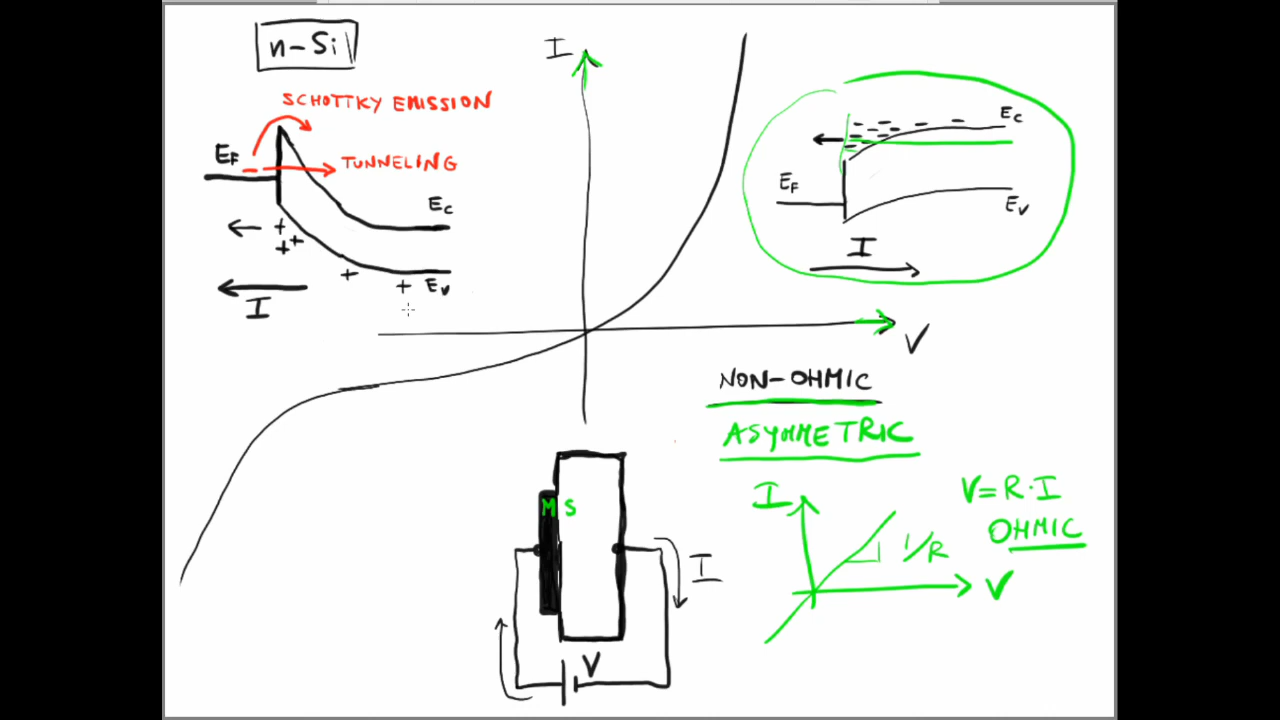 n-Si
SCHOTTKY EMISSION
EF
TUNNELING
EC
EV
I
I
V
EC
EF
EV
I
NON-OHMIC
ASYMMETRIC
M S
I
V
I
1/R
V
V=R·I
OHMIC